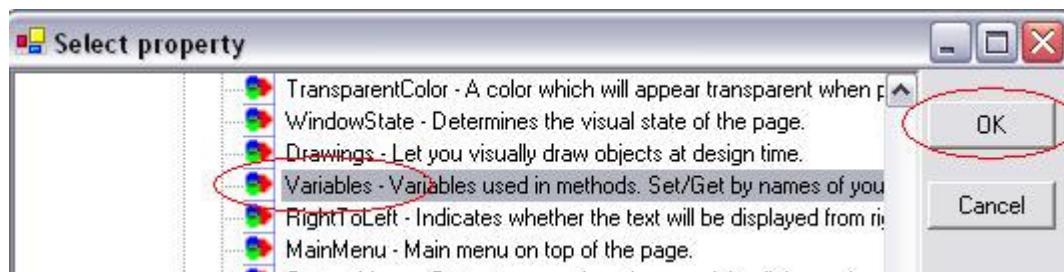 Select property
TransparentColor - A color which will appear transparent when
WindowState - Determines the visual state of the page.
Drawings - Let you visually draw objects at design time.
Variables - Variables used in methods. Set/Get by names of you
RightToLeft - Indicates whether the text will be displayed from
MainMenu - Main menu on top of the page.
OK
Cancel